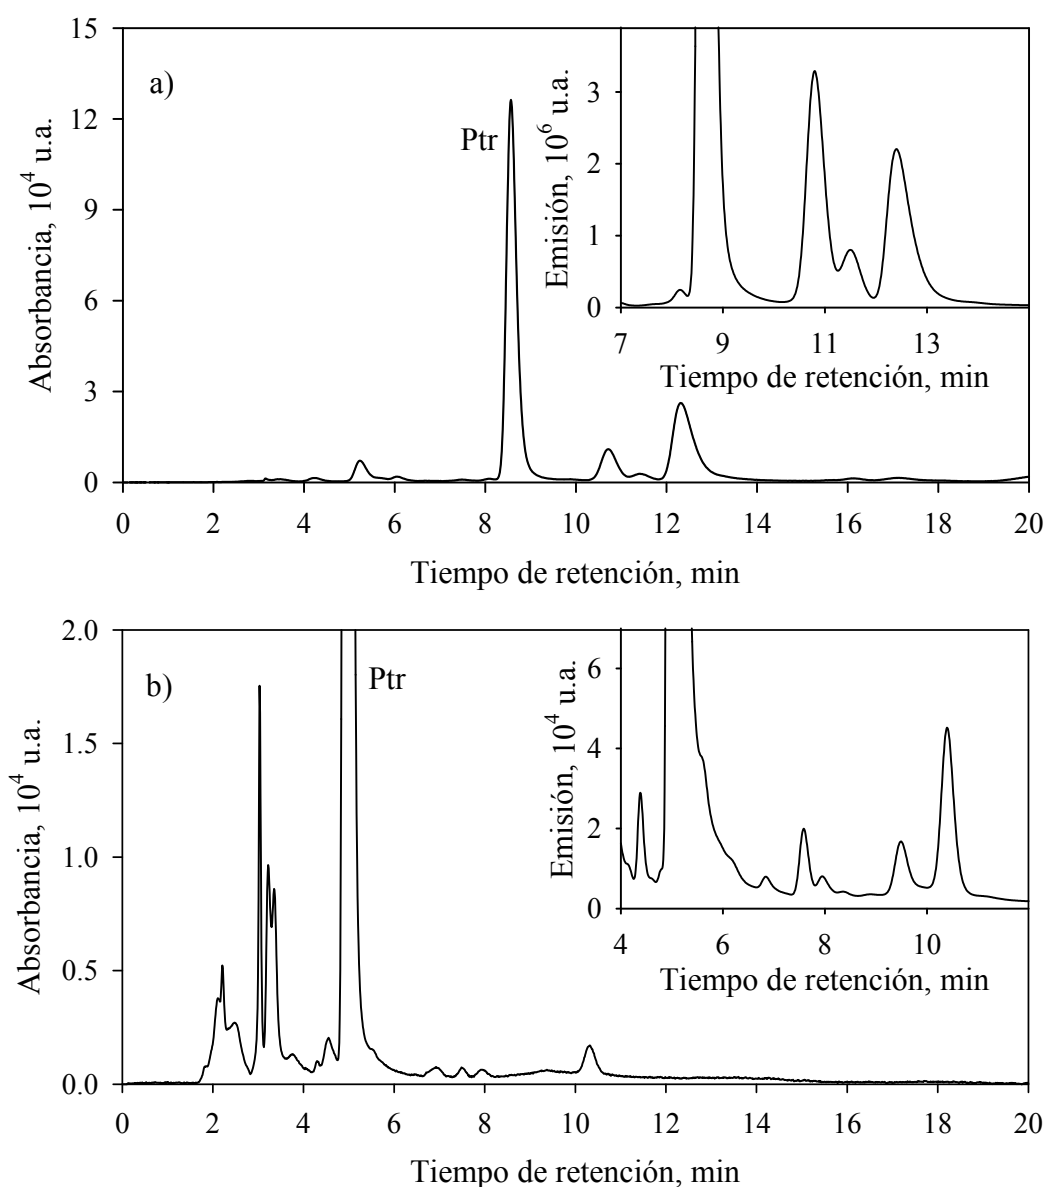 a)
Ptr
Absorbancia, 10⁴ u.a.
15
12
9
6
3
0
0 2 4 6 8 10 12 14 16 18 20
Tiempo de retención, min
Emisión, 10⁶ u.a.
3
2
1
0
7 9 11 13
Tiempo de retención, min
b)
Ptr
Absorbancia, 10⁴ u.a.
2.0
1.5
1.0
0.5
0.0
0 2 4 6 8 10 12 14 16 18 20
Tiempo de retención, min
Emisión, 10⁴ u.a.
6
4
2
0
4 6 8 10
Tiempo de retención, min